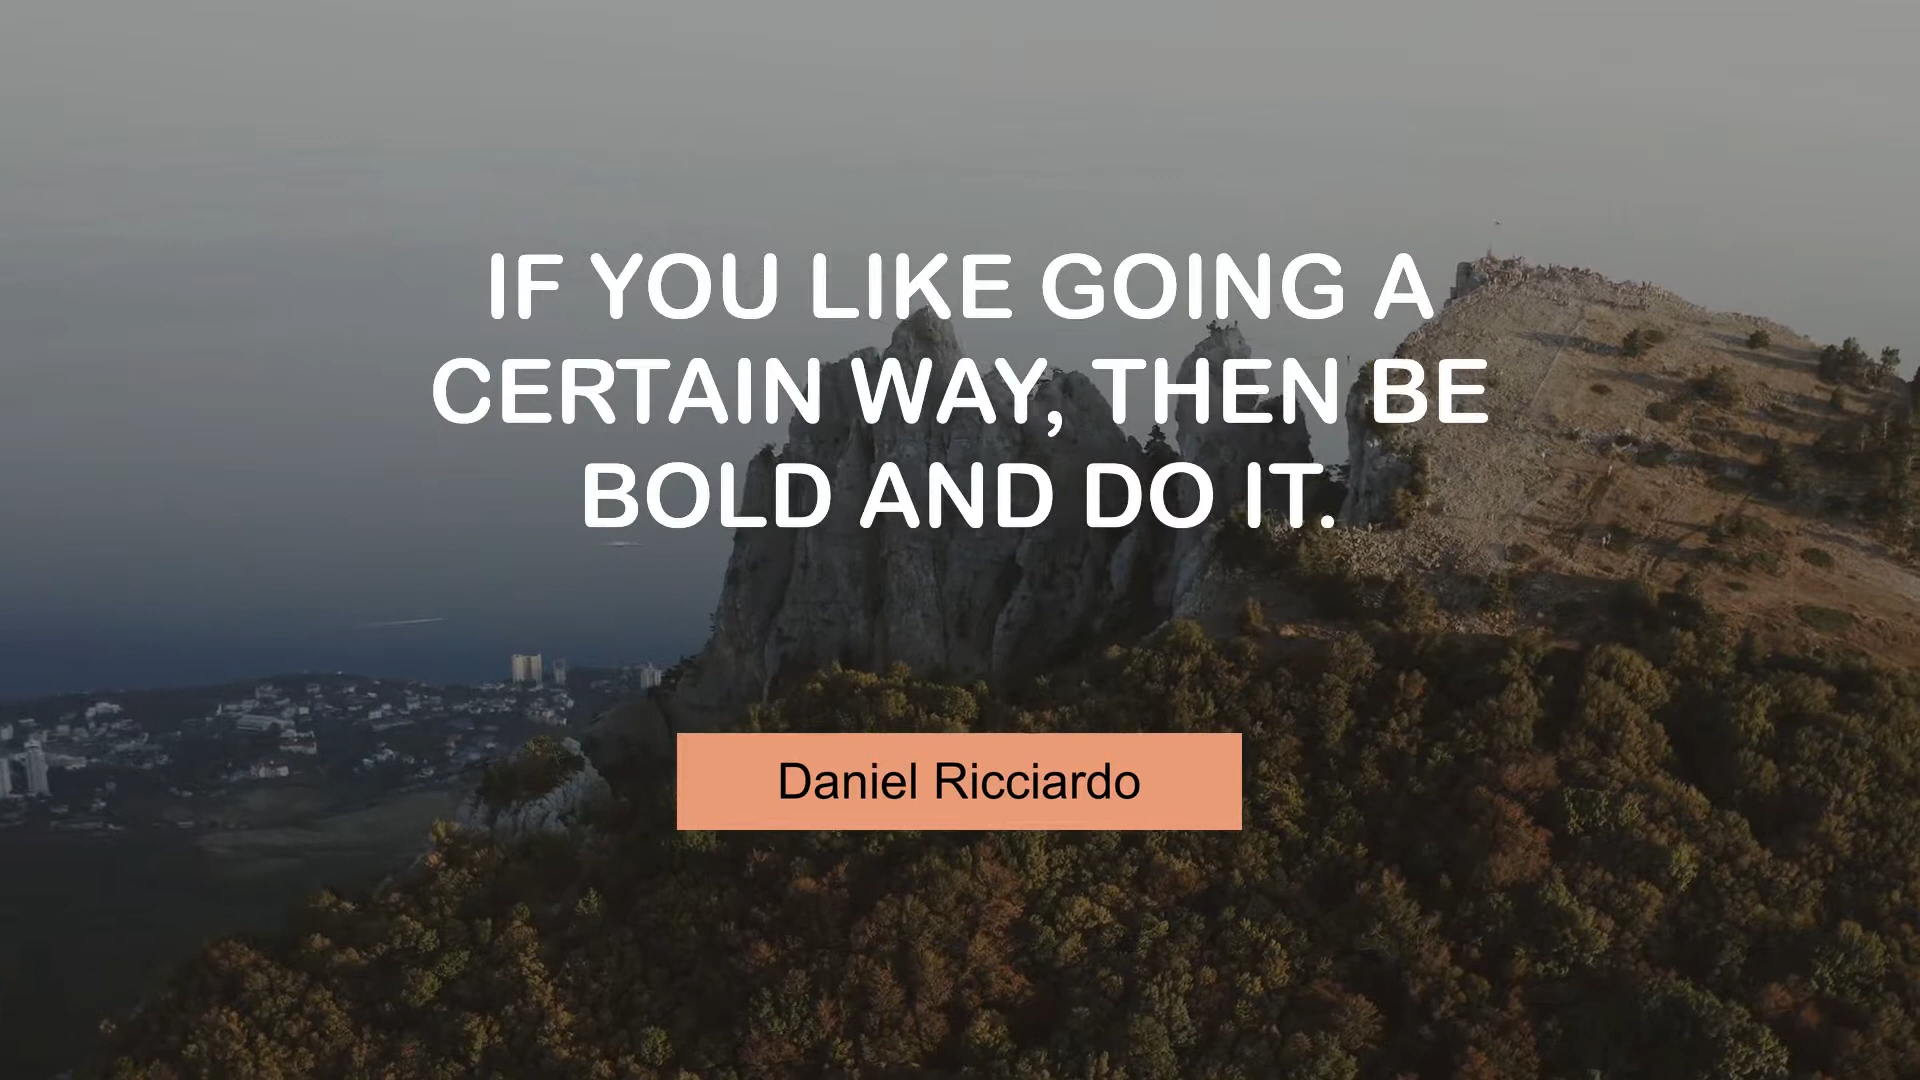 IF YOU LIKE GOING A
CERTAIN WAY, THEN BE
BOLD AND DO IT.
Daniel Ricciardo